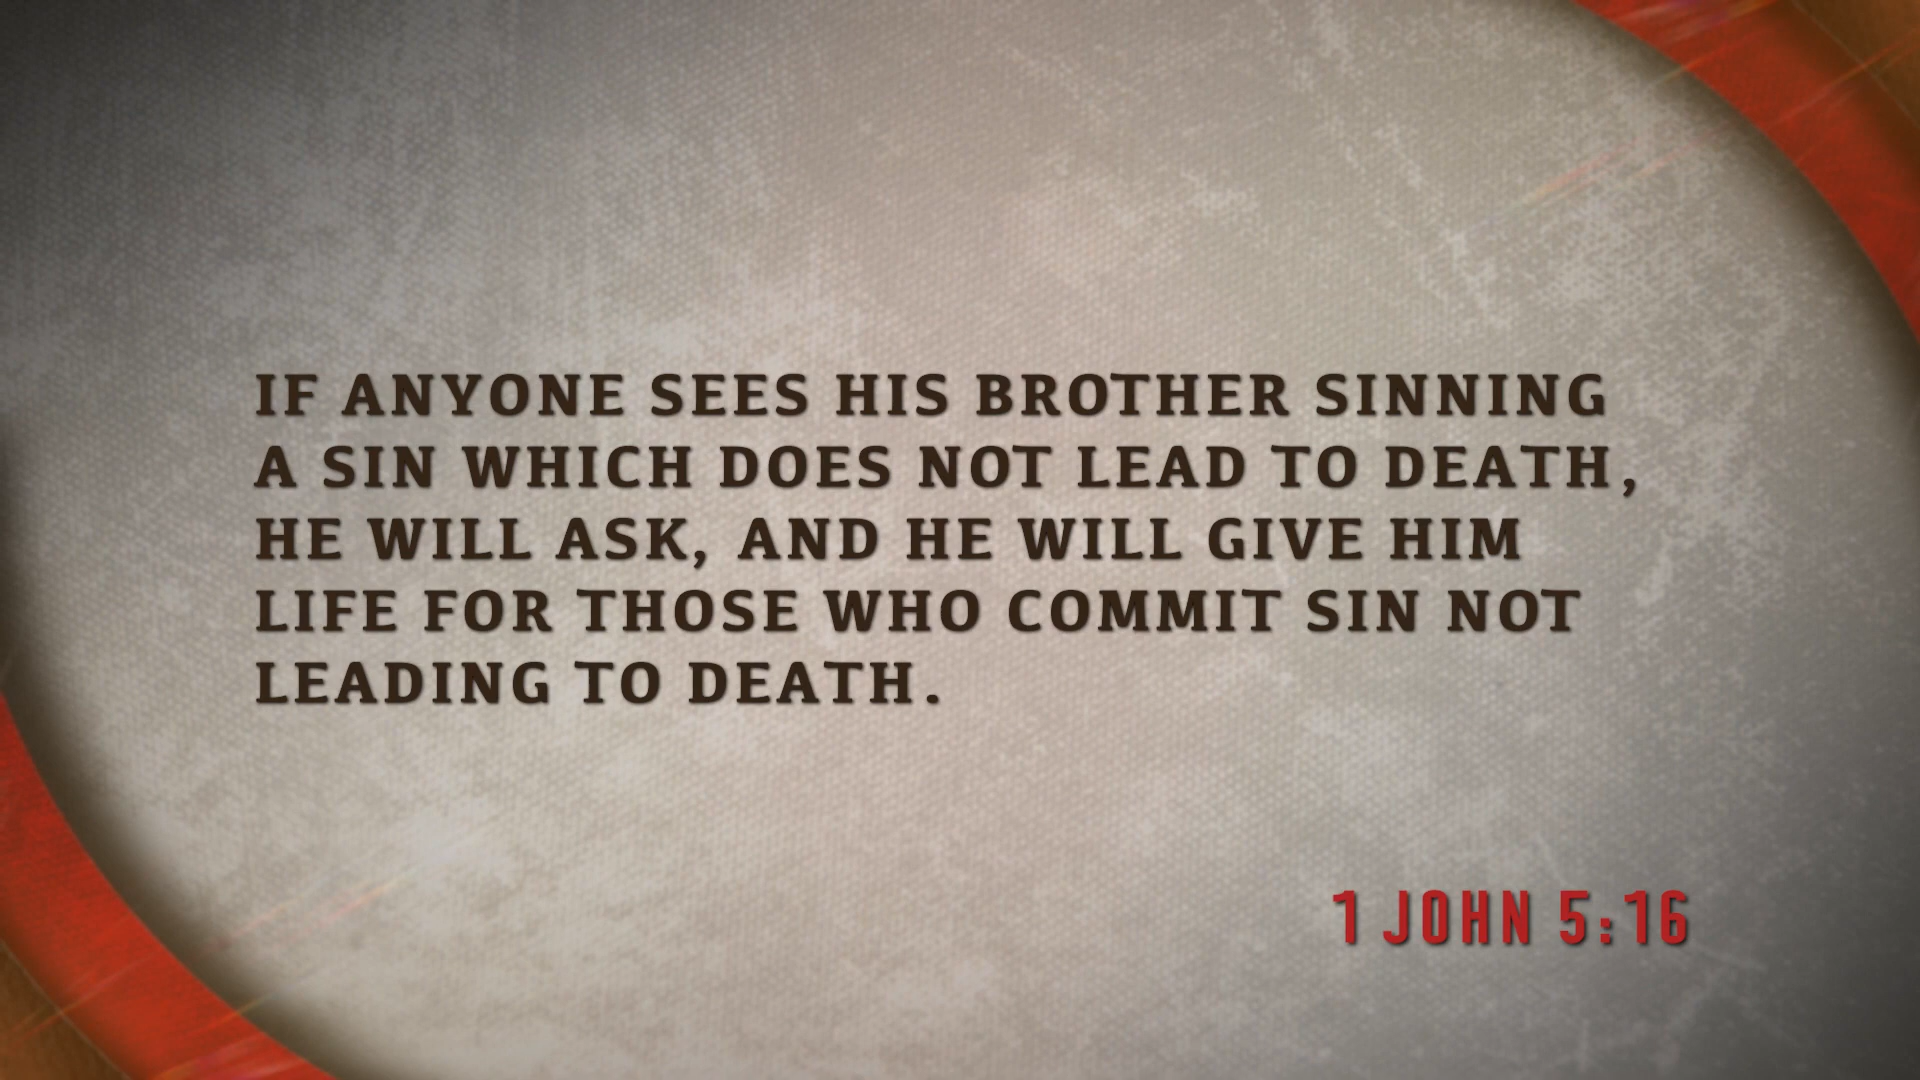 IF ANYONE SEES HIS BROTHER SINNING
A SIN WHICH DOES NOT LEAD TO DEATH,
HE WILL ASK, AND HE WILL GIVE HIM
LIFE FOR THOSE WHO COMMIT SIN NOT
LEADING TO DEATH.
1 JOHN 5:16